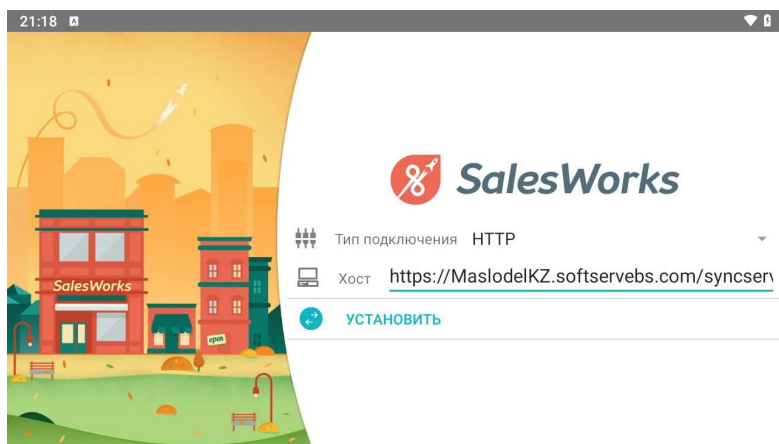 21:18
SalesWorks
Тип подключения HTTP
Хост https://MaslodelKZ.softservebs.com/syncserv
УСТАНОВИТЬ
SalesWorks
open